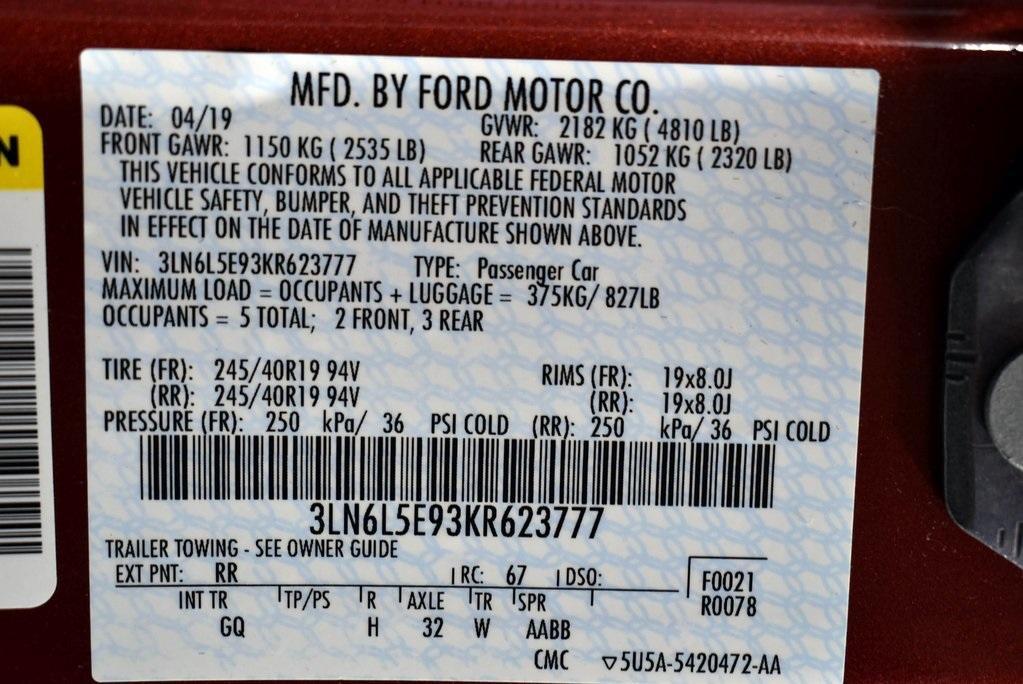 MFD. BY FORD MOTOR CO.
DATE: 04/19 GVWR: 2182 KG ( 4810 LB)
FRONT GAWR: 1150 KG ( 2535 LB) REAR GAWR: 1052 KG ( 2320 LB)
THIS VEHICLE CONFORMS TO ALL APPLICABLE FEDERAL MOTOR
VEHICLE SAFETY, BUMPER, AND THEFT PREVENTION STANDARDS
IN EFFECT ON THE DATE OF MANUFACTURE SHOWN ABOVE.
VIN: 3LN6L5E93KR623777 TYPE: Passenger Car
MAXIMUM LOAD = OCCUPANTS + LUGGAGE = 375KG/ 827LB
OCCUPANTS = 5 TOTAL; 2 FRONT, 3 REAR
TIRE (FR): 245/40R19 94V RIMS (FR): 19x8.0J
(RR): 245/40R19 94V (RR): 19x8.0J
PRESSURE (FR): 250 kPa/ 36 PSI COLD (RR): 250 kPa/ 36 PSI COLD
3LN6L5E93KR623777
TRAILER TOWING - SEE OWNER GUIDE
EXT PNT: RR RC: 67 DSO: F0021
INT TR TP/PS R AXLE TR SPR R0078
GQ H 32 W AABB
CMC ▽5U5A-5420472-AA
N